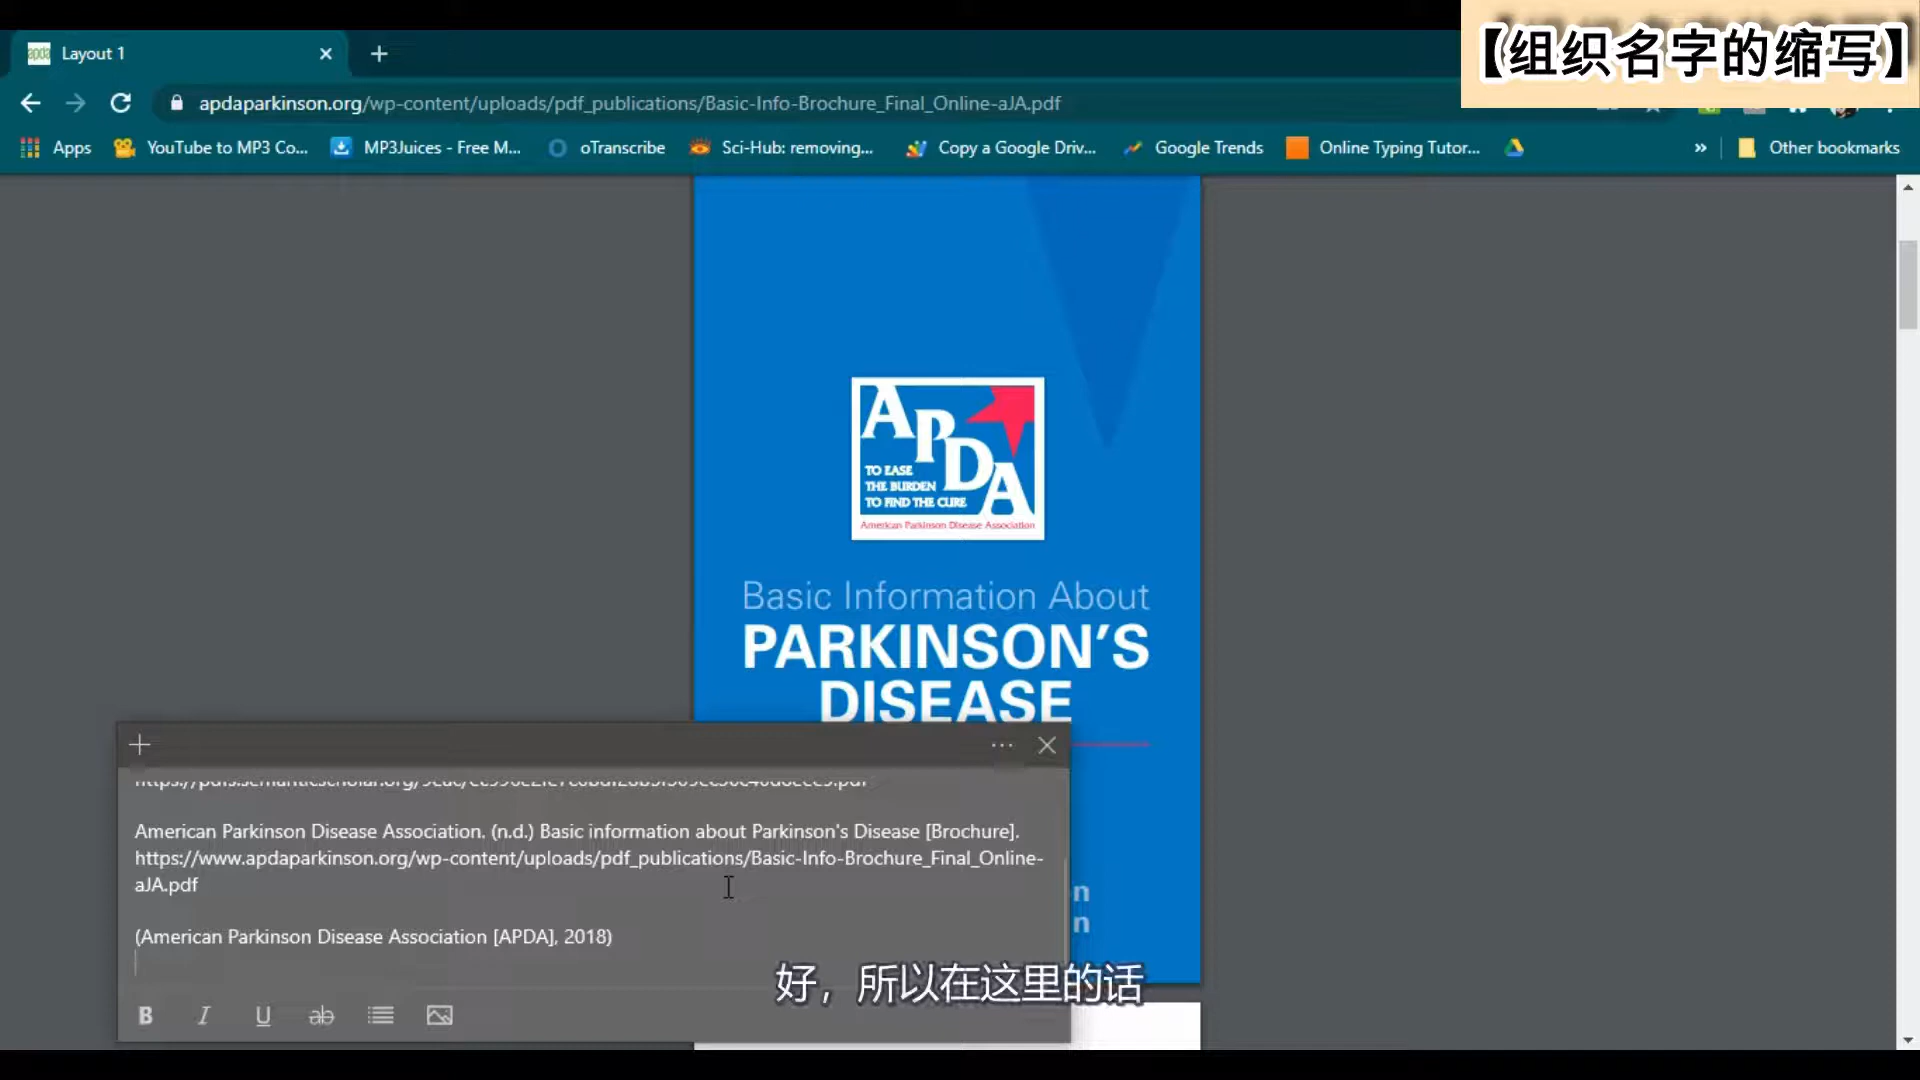 【组织名字的缩写】
Layout 1
apdaparkinson.org/wp-content/uploads/pdf_publications/Basic-Info-Brochure_Final_Online-aJA.pdf
Apps
YouTube to MP3 Co...
MP3Juices - Free M...
oTranscribe
Sci-Hub: removing...
Copy a Google Driv...
Google Trends
Online Typing Tutor...
Other bookmarks
APDA
TO EASE
THE BURDEN
TO FIND THE CURE
American Parkinson Disease Association
Basic Information About
PARKINSON'S
DISEASE
American Parkinson Disease Association. (n.d.) Basic information about Parkinson's Disease [Brochure].
https://www.apdaparkinson.org/wp-content/uploads/pdf_publications/Basic-Info-Brochure_Final_Online-
aJA.pdf
(American Parkinson Disease Association [APDA], 2018)
好，所以在这里的话